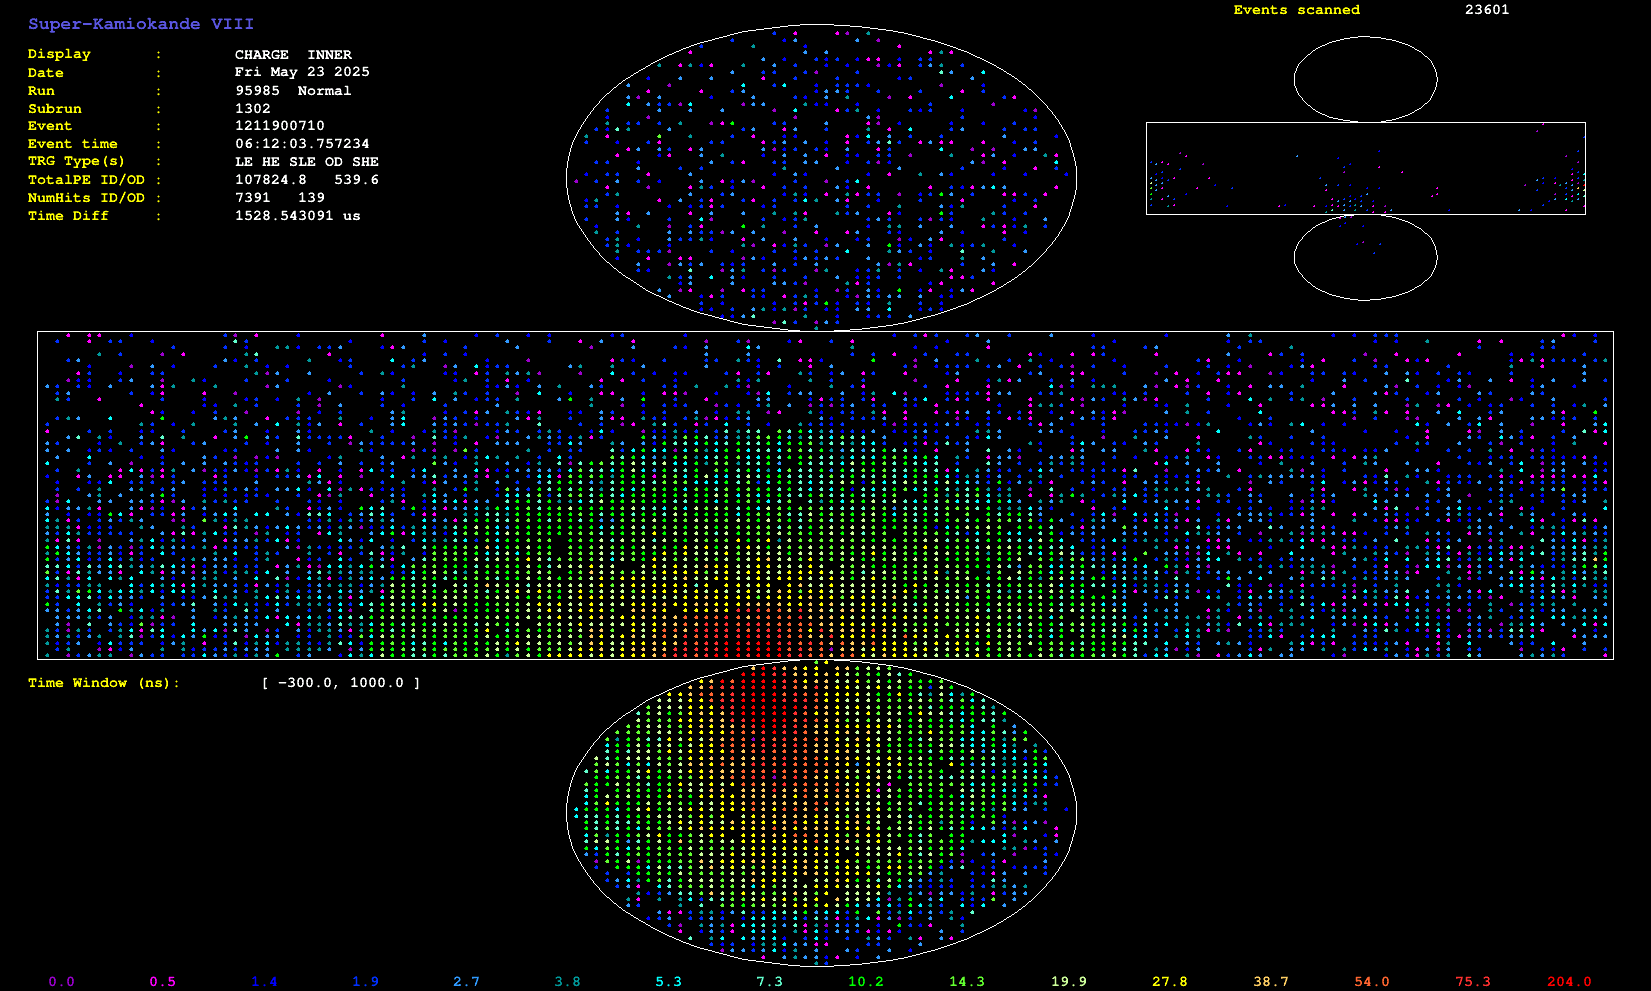 Super-Kamiokande VIII
Events scanned 23601
Display : CHARGE INNER
Date : Fri May 23 2025
Run : 95985 Normal
Subrun : 1302
Event : 1211900710
Event time : 06:12:03.757234
TRG Type(s) : LE HE SLE OD SHE
TotalPE ID/OD : 107824.8 539.6
NumHits ID/OD : 7391 139
Time Diff : 1528.543091 us
Time Window (ns): [ -300.0, 1000.0 ]
0.0 0.5 1.4 1.9 2.7 3.8 5.3 7.3 10.2 14.3 19.9 27.8 38.7 54.0 75.3 204.0